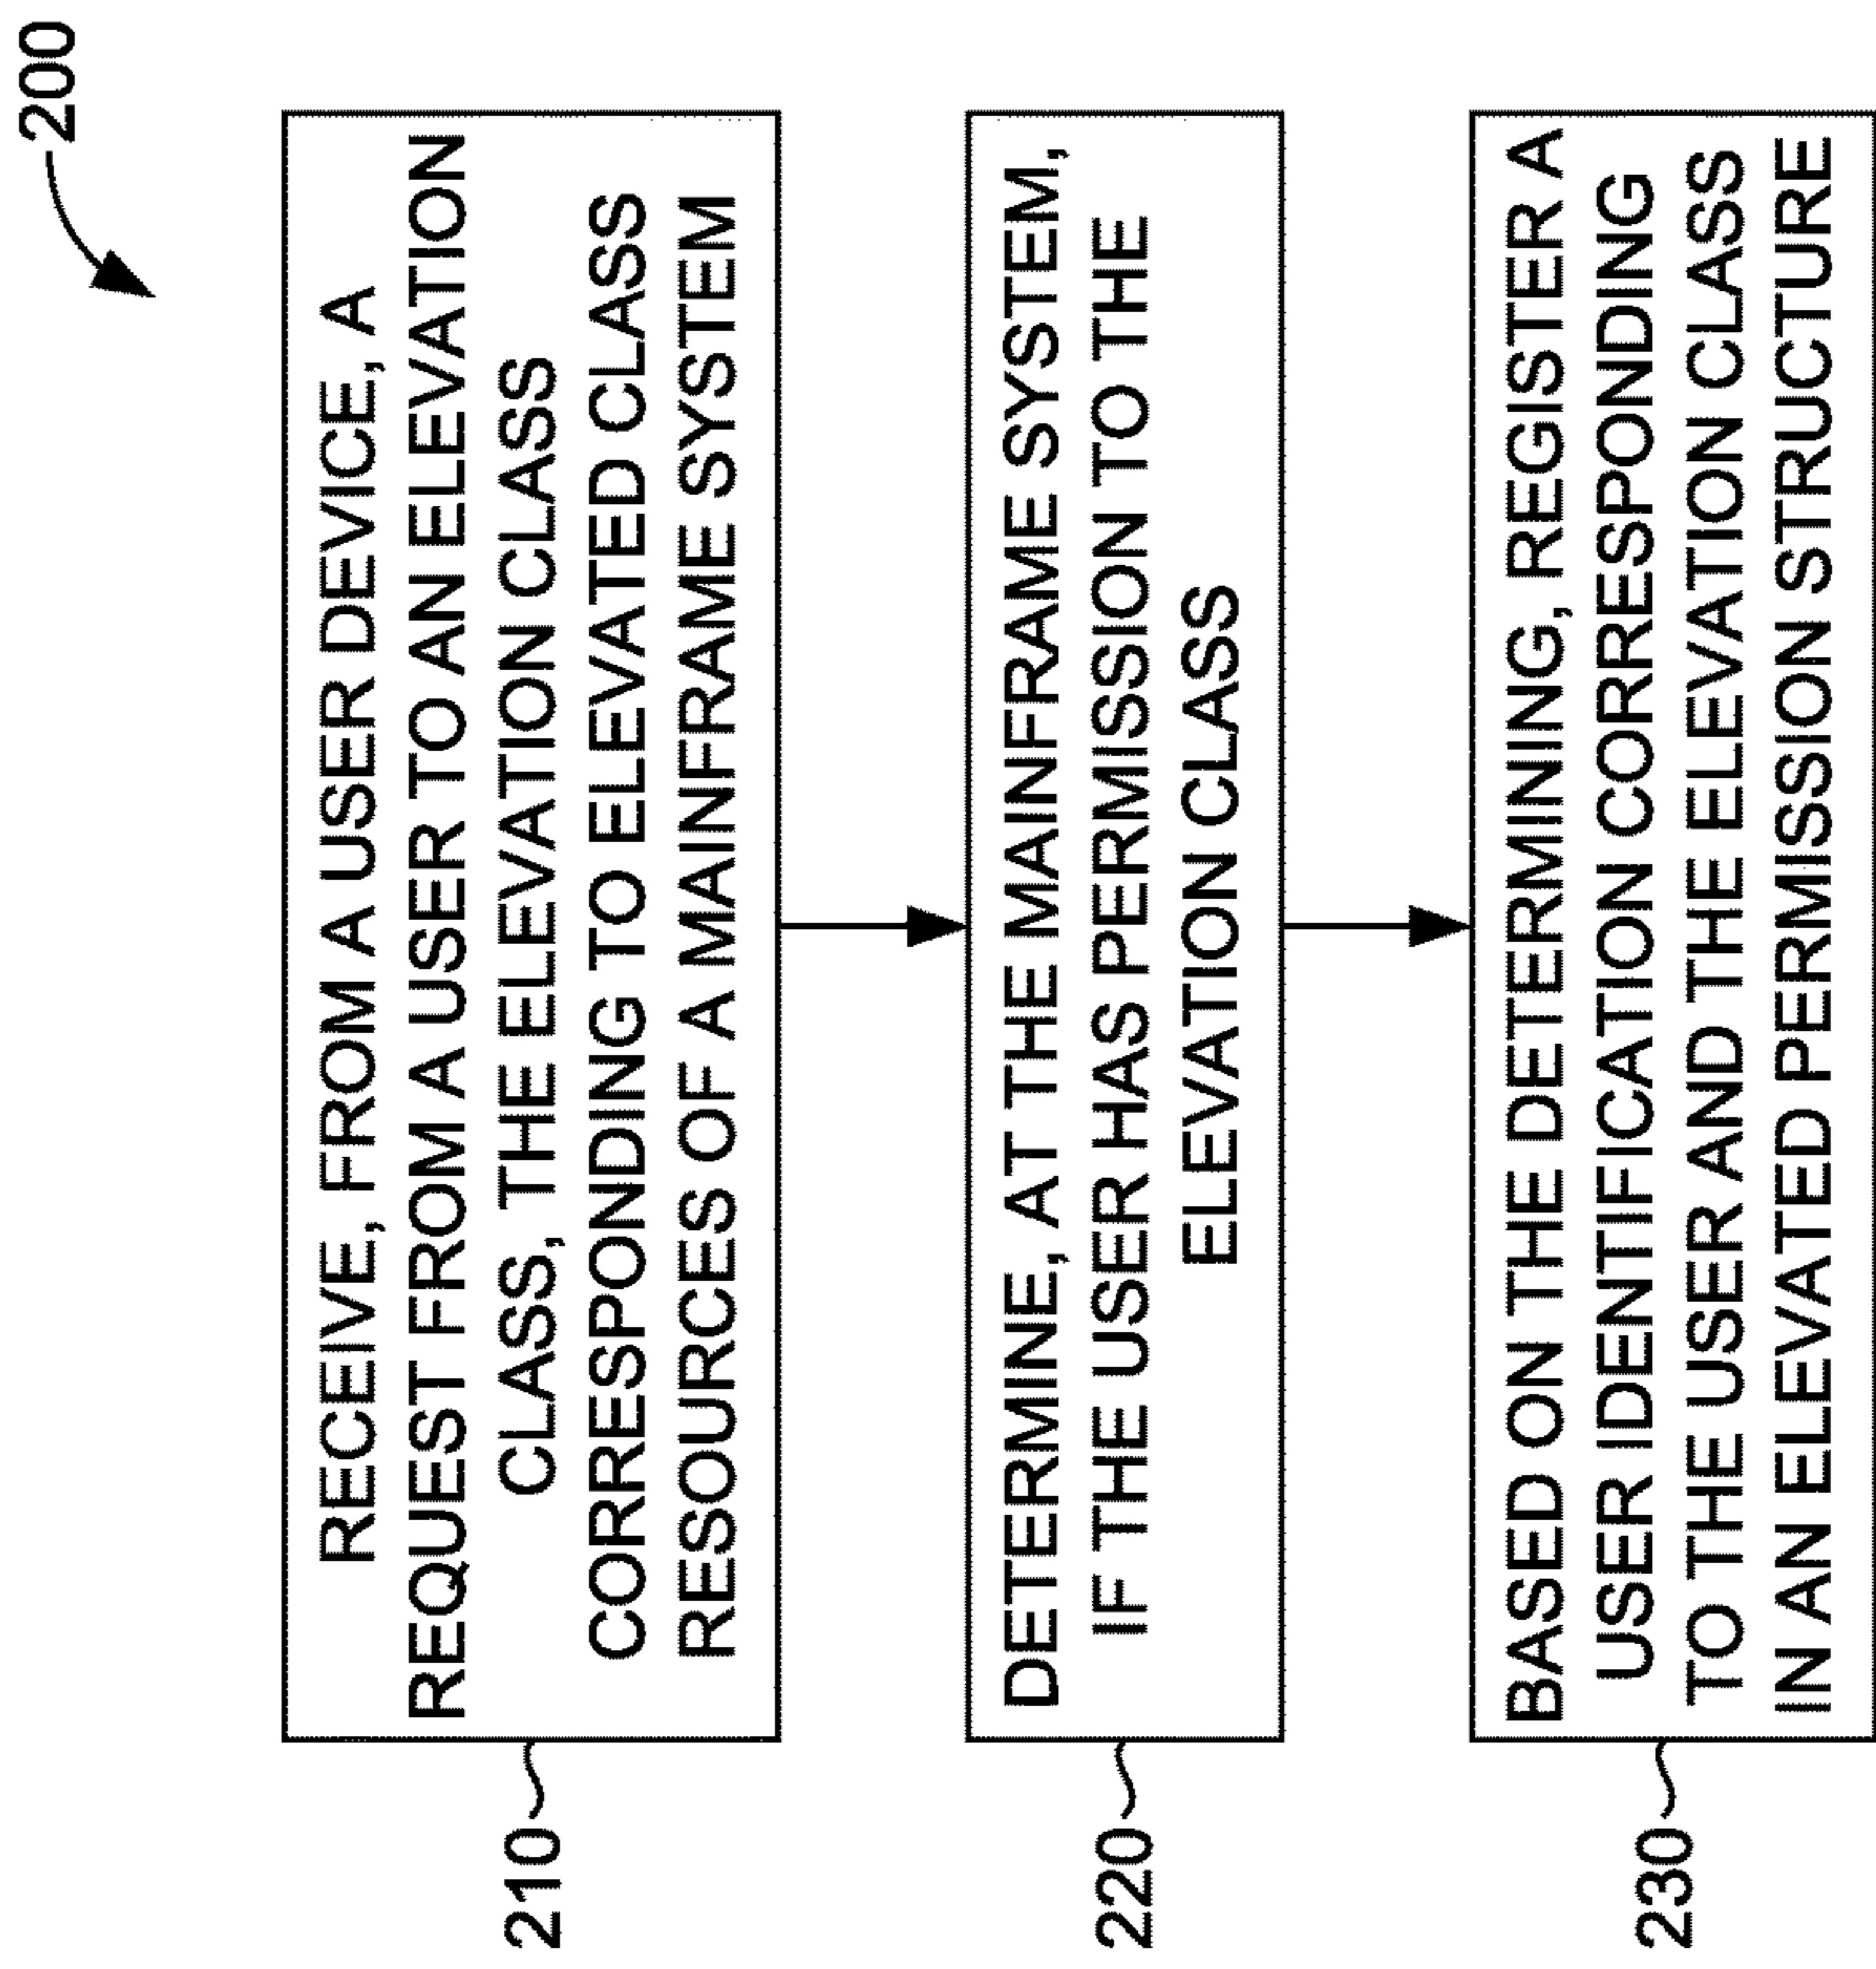 200
210
RECEIVE, FROM A USER DEVICE, A
REQUEST FROM A USER TO AN ELEVATION
CLASS, THE ELEVATION CLASS
CORRESPONDING TO ELEVATED CLASS
RESOURCES OF A MAINFRAME SYSTEM
220
DETERMINE, AT THE MAINFRAME SYSTEM,
IF THE USER HAS PERMISSION TO THE
ELEVATION CLASS
230
BASED ON THE DETERMINING, REGISTER A
USER IDENTIFICATION CORRESPONDING
TO THE USER AND THE ELEVATION CLASS
IN AN ELEVATED PERMISSION STRUCTURE